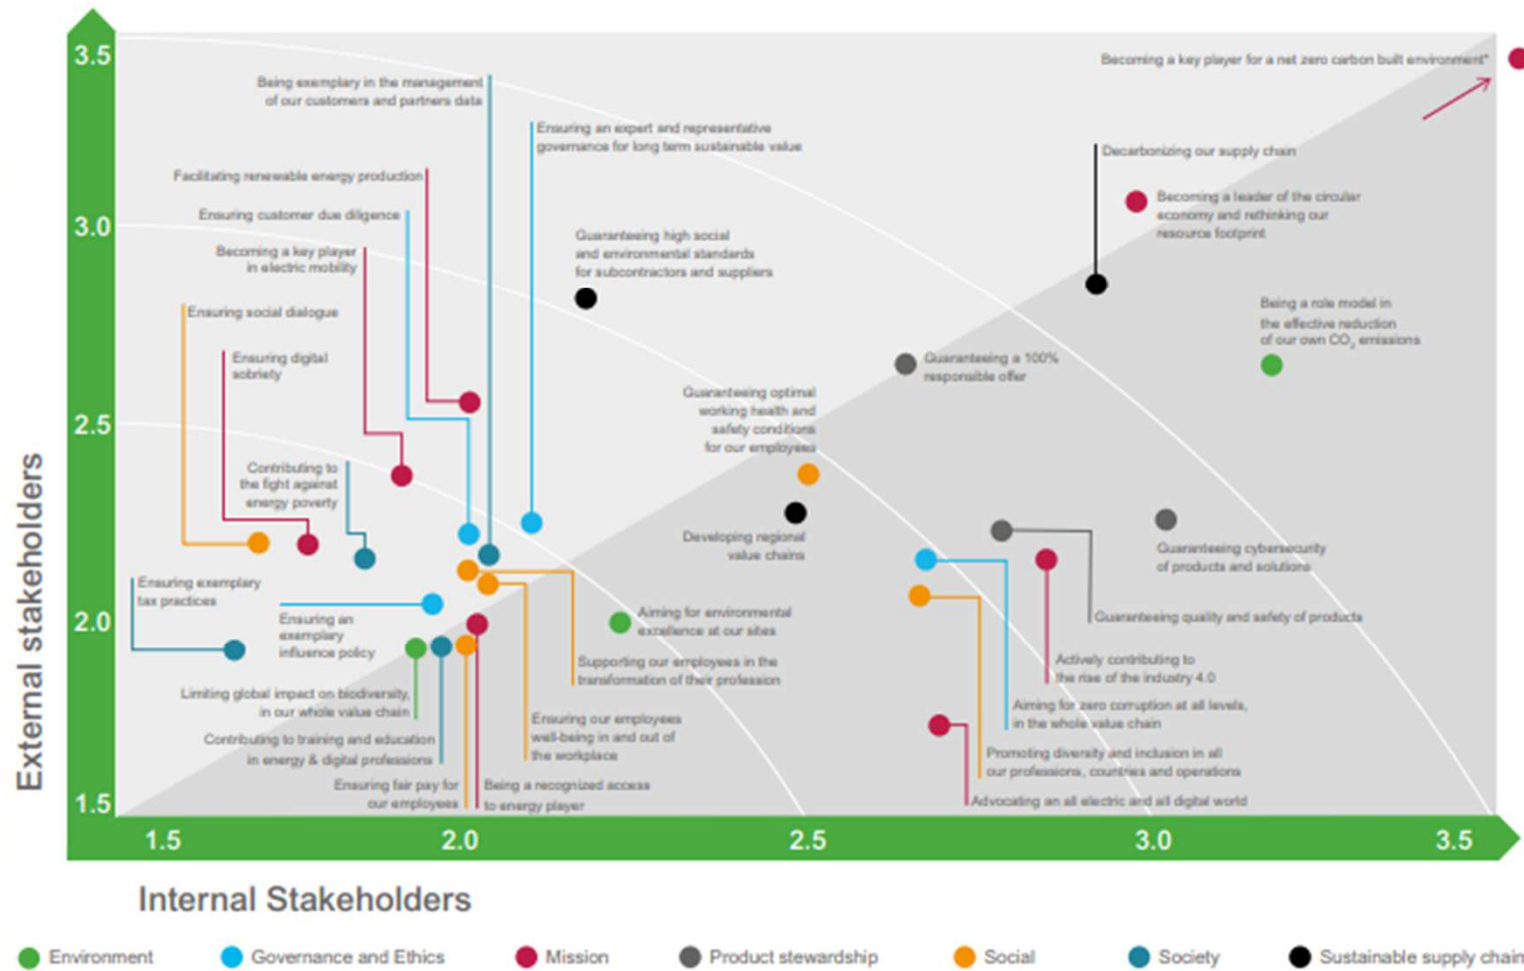 3.5
3.0
2.5
2.0
1.5
External stakeholders
Being exemplary in the management
of our customers and partners data
Ensuring an expert and representative
governance for long term sustainable value
Becoming a key player for a net zero carbon built environment*
Decarbonizing our supply chain
Facilitating renewable energy production
Becoming a leader of the circular
economy and rethinking our
resource footprint
Ensuring customer due diligence
Guaranteeing high social
and environmental standards
for subcontractors and suppliers
Becoming a key player
in electric mobility
Ensuring social dialogue
Being a role model in
the effective reduction
of our own CO₂ emissions
Ensuring digital
sobriety
Guaranteeing a 100%
responsible offer
Guaranteeing optimal
working health and
safety conditions
for our employees
Contributing to
the fight against
energy poverty
Developing regional
value chains
Guaranteeing cybersecurity
of products and solutions
Ensuring exemplary
tax practices
Ensuring an
exemplary
influence policy
Aiming for environmental
excellence at our sites
Guaranteeing quality and safety of products
Supporting our employees in the
transformation of their profession
Actively contributing to
the rise of the industry 4.0
Limiting global impact on biodiversity,
in our whole value chain
Aiming for zero corruption at all levels,
in the whole value chain
Ensuring our employees
well-being in and out of
the workplace
Contributing to training and education
in energy & digital professions
Promoting diversity and inclusion in all
our professions, countries and operations
Ensuring fair pay for
our employees
Being a recognized access
to energy player
Advocating an all electric and all digital world
1.5 2.0 2.5 3.0 3.5
Internal Stakeholders
Environment Governance and Ethics Mission Product stewardship Social Society Sustainable supply chain